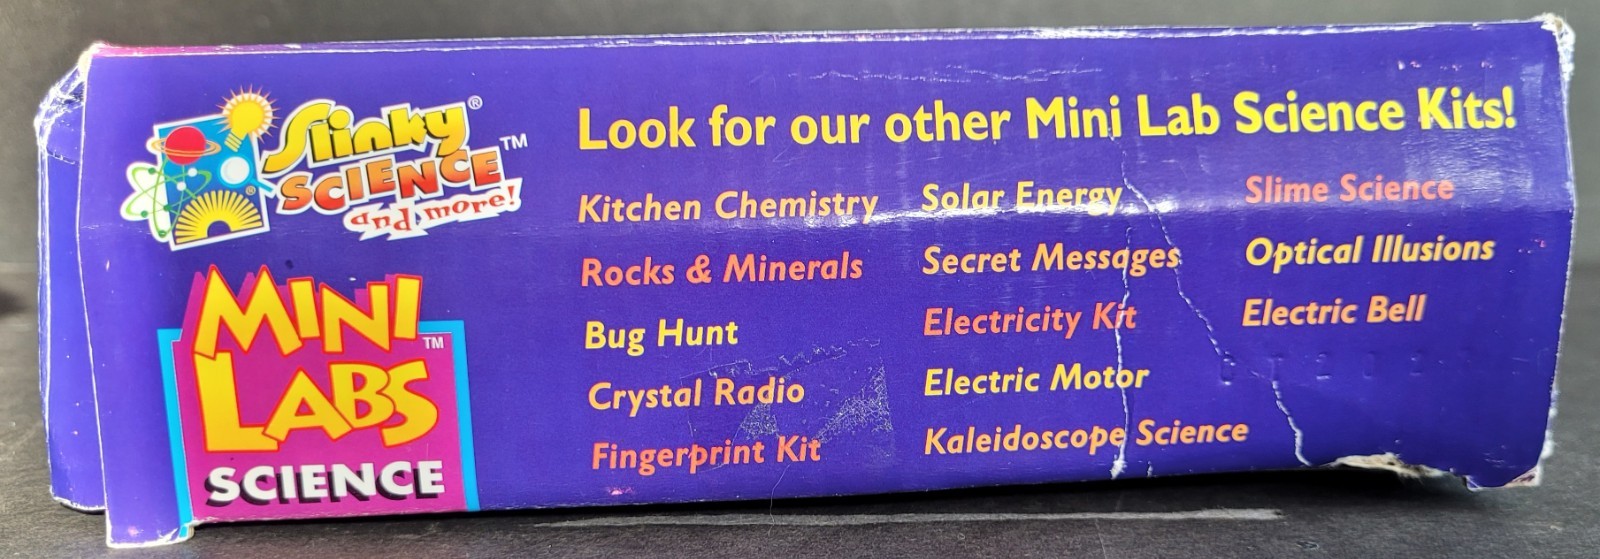 Slinky®
SCIENCE™
and more!
®
MINI
LABS™
SCIENCE
Look for our other Mini Lab Science Kits!
Kitchen Chemistry
Rocks & Minerals
Bug Hunt
Crystal Radio
Fingerprint Kit
Solar Energy
Secret Messages
Electricity Kit
Electric Motor
Kaleidoscope Science
Slime Science
Optical Illusions
Electric Bell